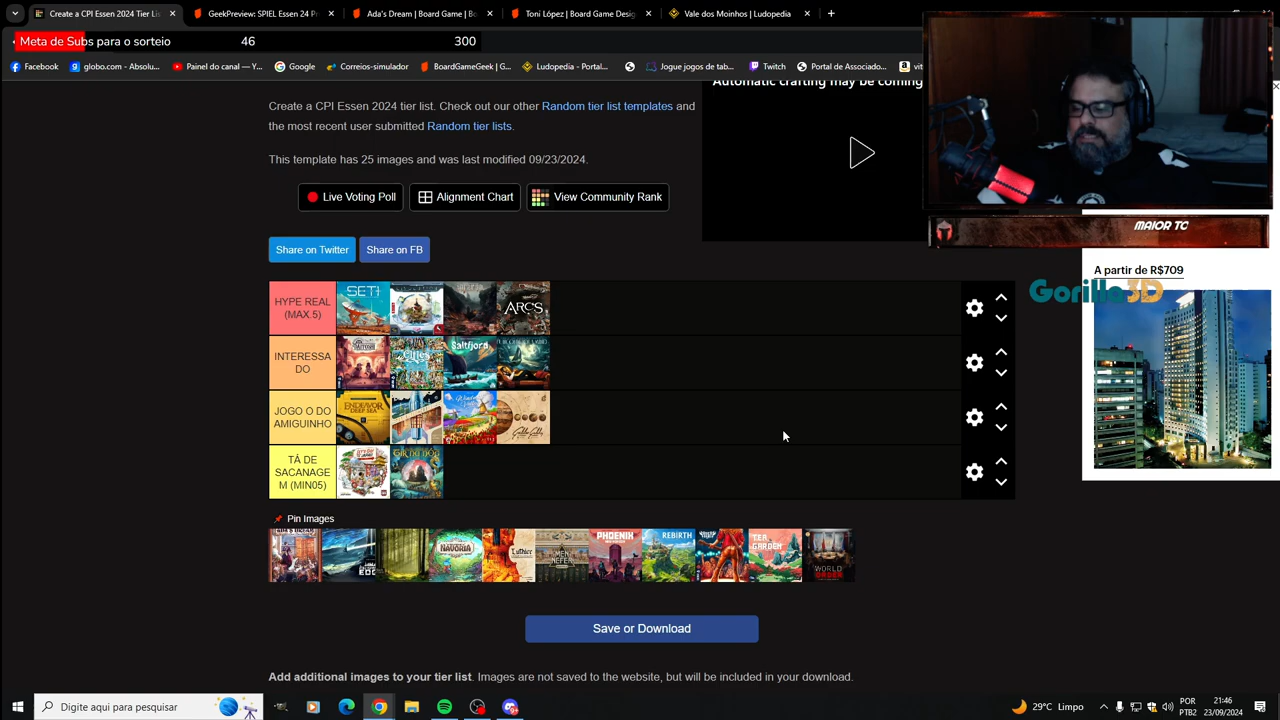 Create a CPI Essen 2024 Tier Lis
GeekPreview: SPIEL Essen 24 Pr
Ada's Dream | Board Game | Bo
Toni López | Board Game Desig
Vale dos Moinhos | Ludopedia
Meta de Subs para o sorteio 46 300
Facebook
globo.com - Absolu...
Painel do canal — Y...
Google
Correios-simulador
BoardGameGeek | G...
Ludopedia - Portal...
Jogue jogos de tab...
Twitch
Portal de Associado...
vit
Automatic crafting may be coming
Create a CPI Essen 2024 tier list. Check out our other Random tier list templates and
the most recent user submitted Random tier lists.
This template has 25 images and was last modified 09/23/2024.
Live Voting Poll
Alignment Chart
View Community Rank
Share on Twitter
Share on FB
MAIOR TC
A partir de R$709
Gorilla3D
HYPE REAL
(MAX.5)
SETI
ARCS
INTERESSA
DO
Cities
Saltfjord
JOGO O DO
AMIGUINHO
ENDEAVOR
DEEP SEA
TÁ DE
SACANAGE
M (MIN05)
Pin Images
NAVORIA
Luthier
MEN
NEFER
PHOENIX
REBIRTH
TEA
GARDEN
WORLD
ORDER
Save or Download
Add additional images to your tier list. Images are not saved to the website, but will be included in your download.
Digite aqui para pesquisar
29°C Limpo
POR
PTB2
21:46
23/09/2024